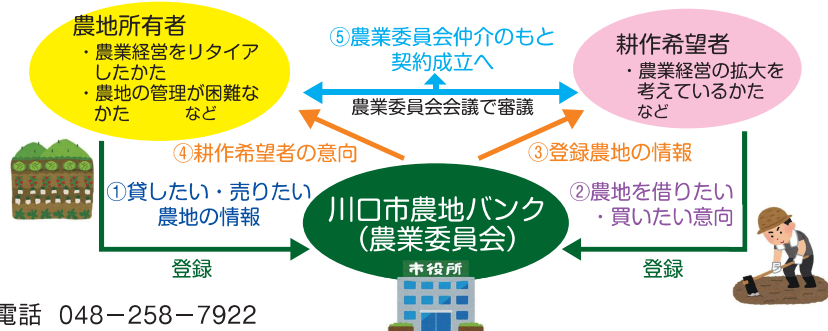 農地所有者
・農業経営をリタイア
したかた
・農地の管理が困難な
かた　など
⑤農業委員会仲介のもと
契約成立へ
農業委員会会議で審議
耕作希望者
・農業経営の拡大を
考えているかた
など
④耕作希望者の意向
③登録農地の情報
①貸したい・売りたい
農地の情報
川口市農地バンク
（農業委員会）
②農地を借りたい
・買いたい意向
登録
登録
市役所
電話 048−258−7922